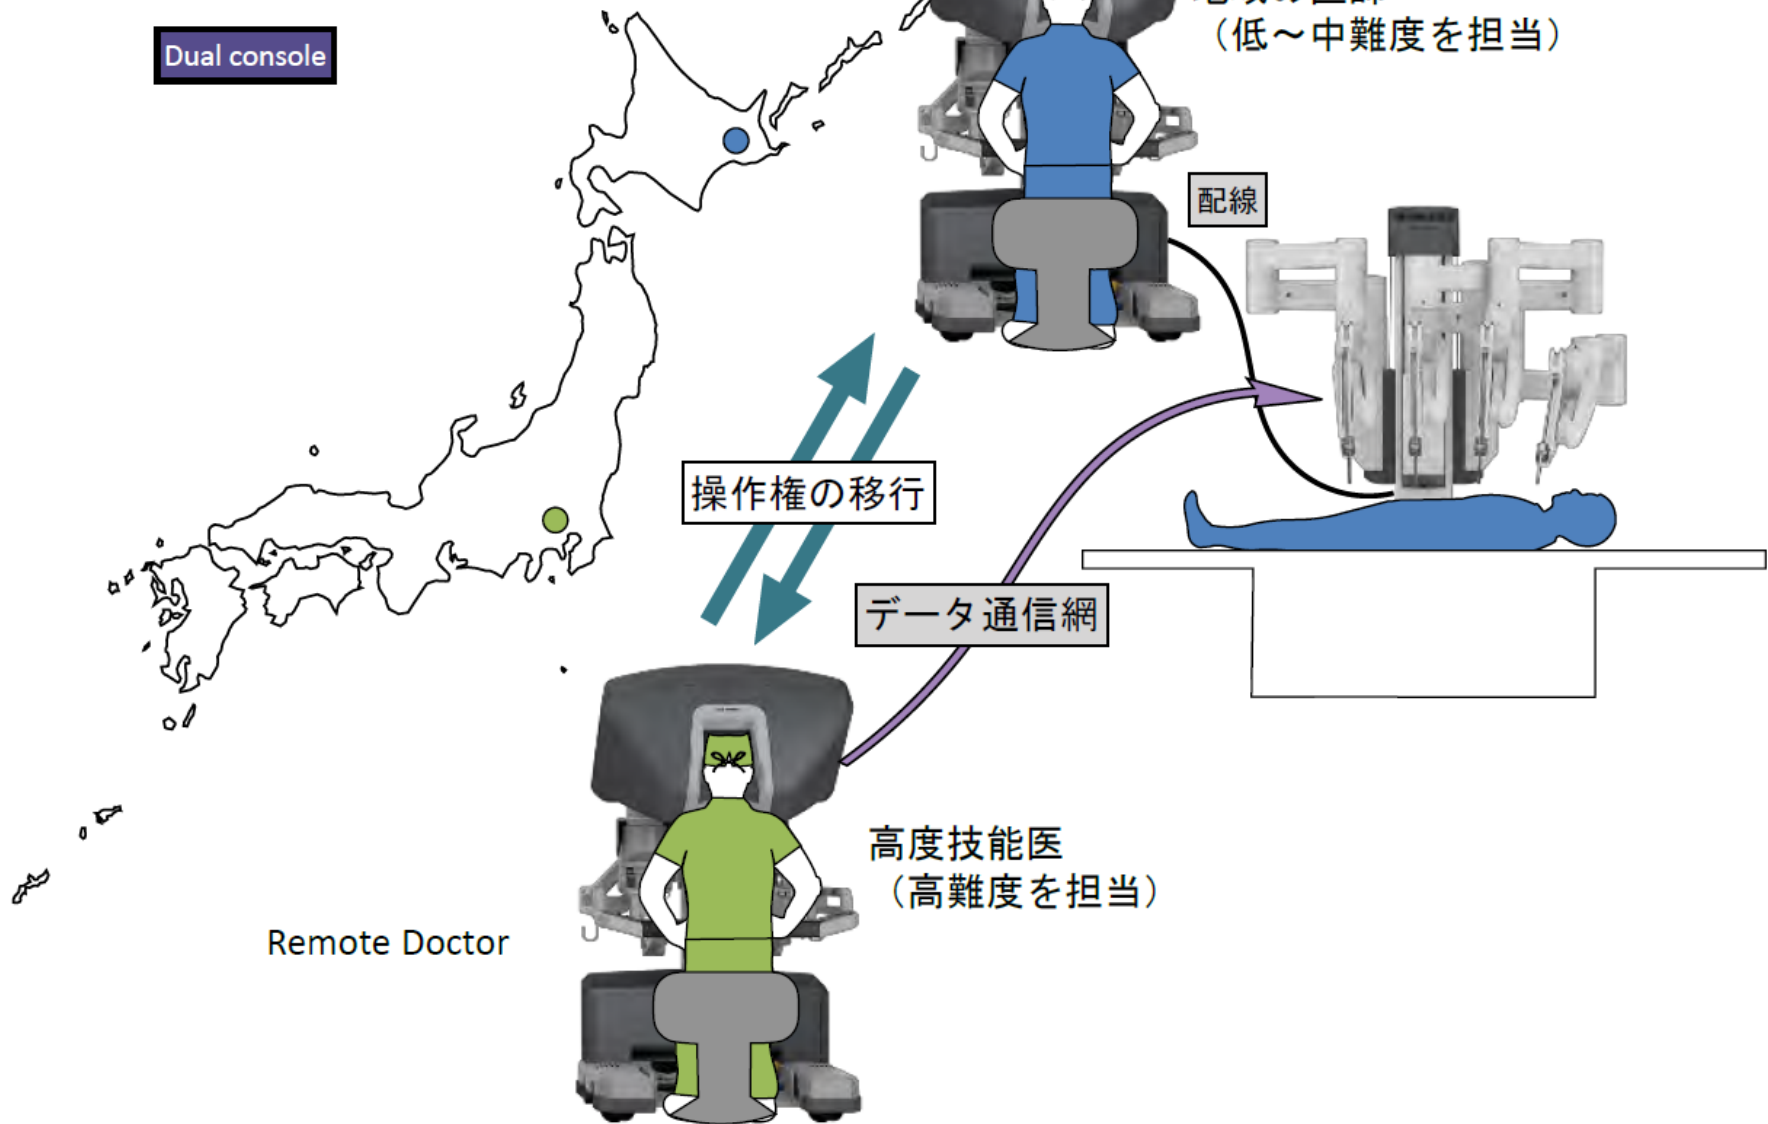 Dual console
（低～中難度を担当）
配線
操作権の移行
データ通信網
高度技能医
（高難度を担当）
Remote Doctor